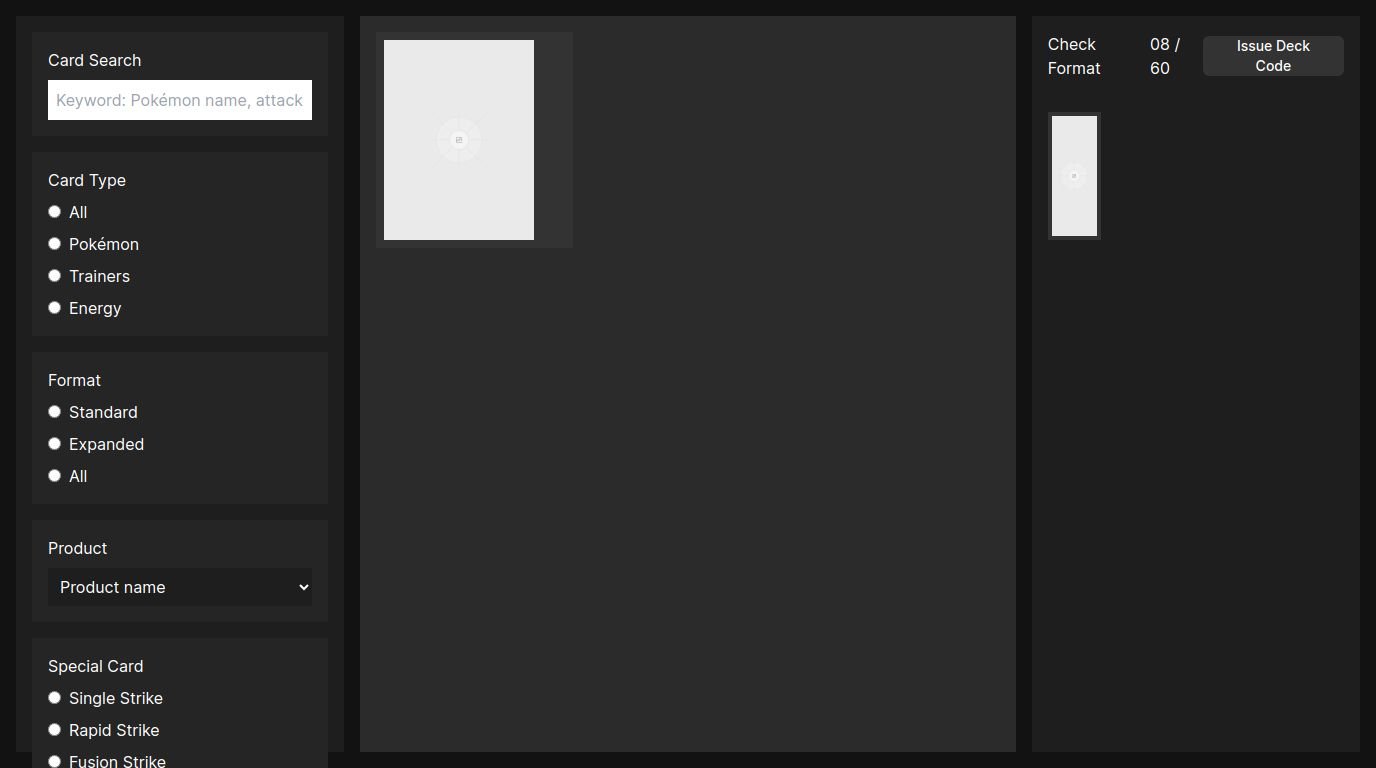 Card Search
Keyword: Pokémon name, attack
Card Type
All
Pokémon
Trainers
Energy
Format
Standard
Expanded
All
Product
Product name
Special Card
Single Strike
Rapid Strike
Fusion Strike
Check
Format
08 /
60
Issue Deck
Code